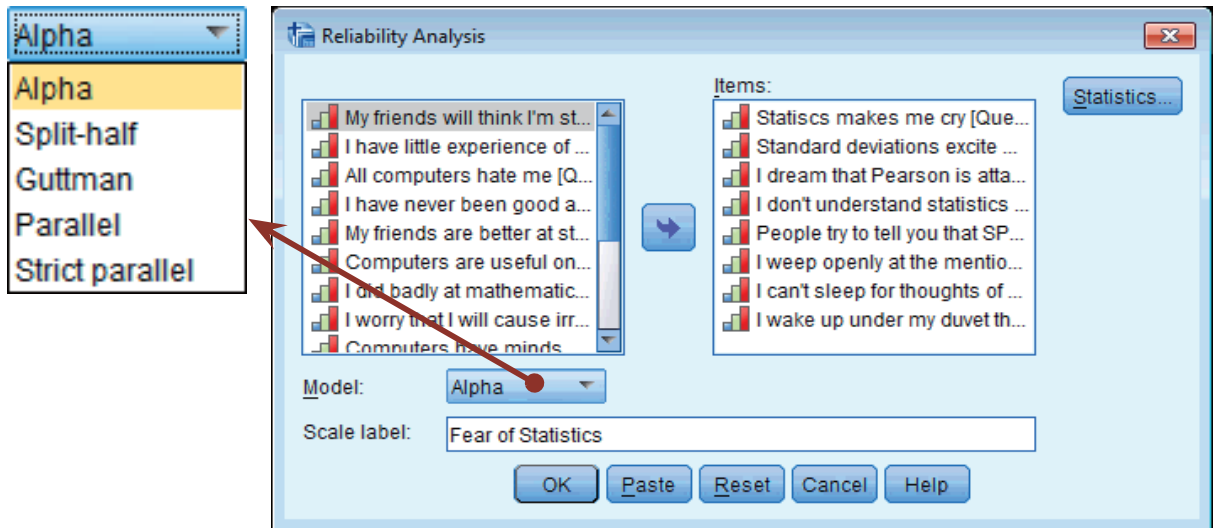 Alpha
Alpha
Split-half
Guttman
Parallel
Strict parallel
Reliability Analysis
My friends will think I'm st...
I have little experience of ...
All computers hate me [Q...
I have never been good a...
My friends are better at st...
Computers are useful on...
I did badly at mathematic...
I worry that I will cause irr...
Computers have minds
Items:
Statiscs makes me cry [Que...
Standard deviations excite ...
I dream that Pearson is atta...
I don't understand statistics ...
People try to tell you that SP...
I weep openly at the mentio...
I can't sleep for thoughts of ...
I wake up under my duvet th...
Statistics...
Model: Alpha
Scale label: Fear of Statistics
OK Paste Reset Cancel Help